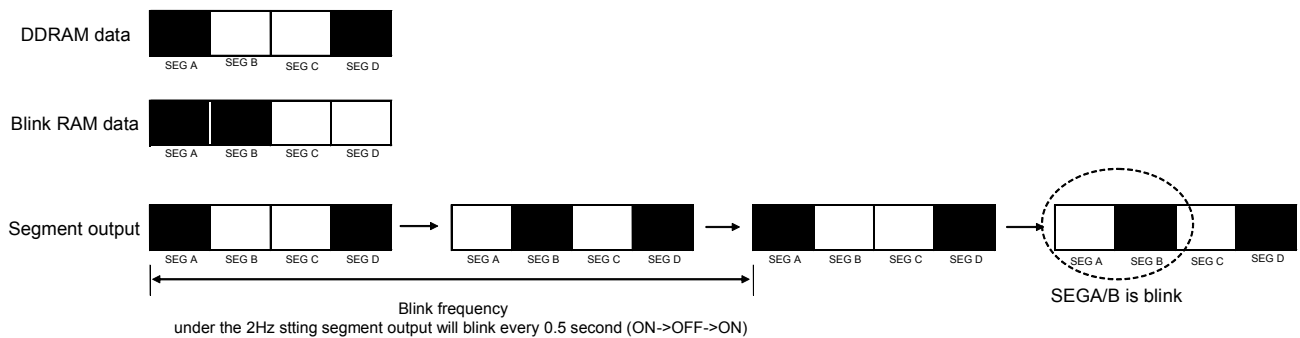 DDRAM data
SEG A SEG B SEG C SEG D
Blink RAM data
SEG A SEG B SEG C SEG D
Segment output
SEG A SEG B SEG C SEG D SEG A SEG B SEG C SEG D SEG A SEG B SEG C SEG D SEG A SEG B SEG C SEG D
Blink frequency
under the 2Hz stting segment output will blink every 0.5 second (ON->OFF->ON)
SEGA/B is blink